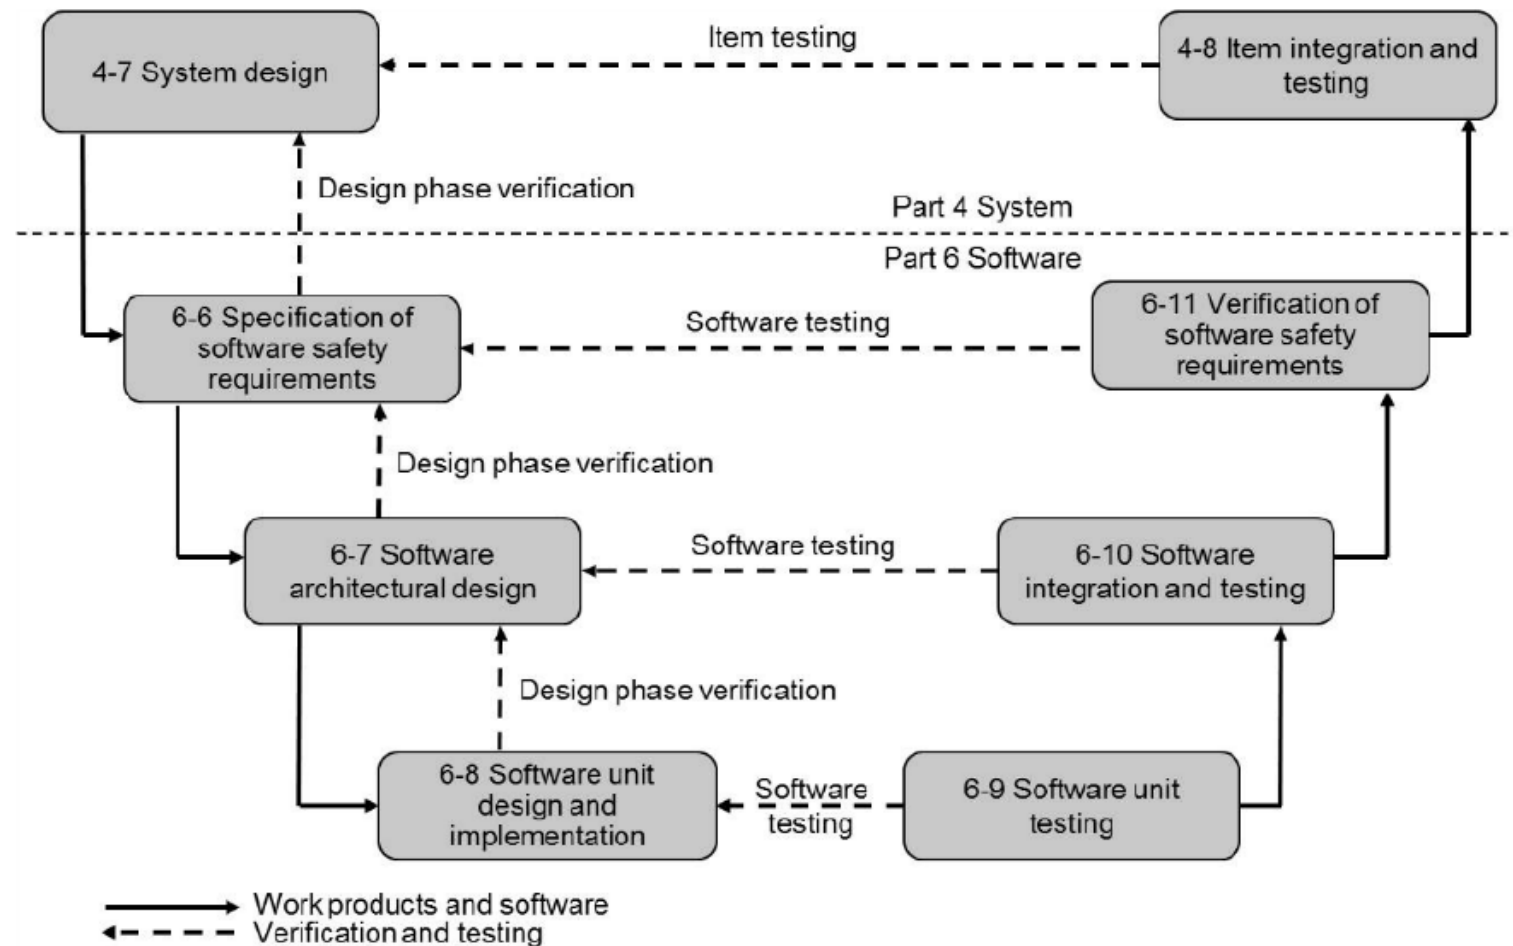 Item testing
4-7 System design
4-8 Item integration and
testing
Design phase verification
Part 4 System
Part 6 Software
6-6 Specification of
software safety
requirements
Software testing
6-11 Verification of
software safety
requirements
Design phase verification
6-7 Software
architectural design
Software testing
6-10 Software
integration and testing
Design phase verification
6-8 Software unit
design and
implementation
Software
testing
6-9 Software unit
testing
Work products and software
Verification and testing